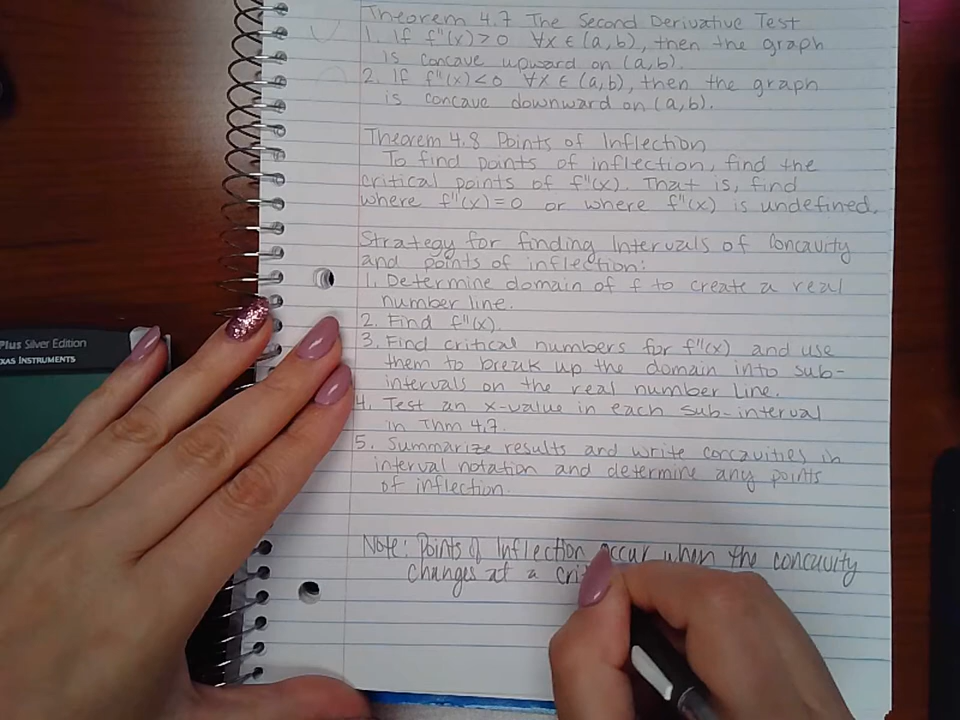 Theorem 4.7 The Second Derivative Test
1. If f"(x)>0 ∀x∈(a,b), then the graph
is concave upward on (a,b).
2. If f"(x)<0 ∀x∈(a,b), then the graph
is concave downward on (a,b).
Theorem 4.8 Points of Inflection
To find points of inflection, find the
critical points of f"(x). That is, find
where f"(x)=0 or where f"(x) is undefined.
Strategy for finding Intervals of Concavity
and points of inflection:
1. Determine domain of f to create a real
number line.
2. Find f"(x).
3. Find critical numbers for f"(x) and use
them to break up the domain into sub-
intervals on the real number line.
4. Test an x-value in each sub-interval
in Thm 4.7.
5. Summarize results and write concavities in
interval notation and determine any points
of inflection.
Note: Points of Inflection occur when the concavity
changes at a cri
Plus Silver Edition
EXAS INSTRUMENTS